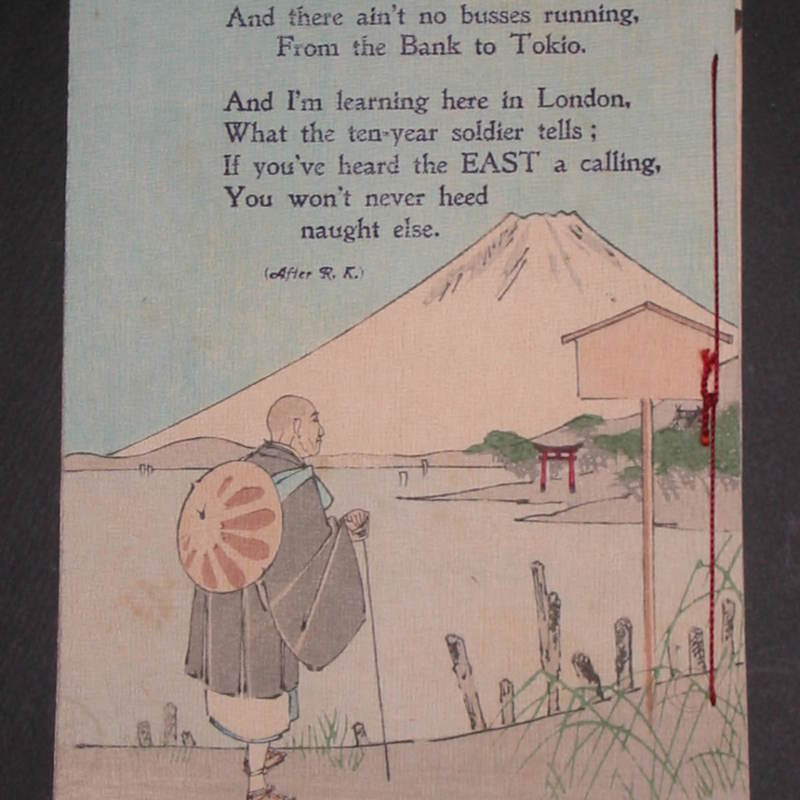 And there ain't no busses running,
From the Bank to Tokio.
And I'm learning here in London,
What the ten-year soldier tells ;
If you've heard the EAST a calling,
You won't never heed
naught else.
(After R. K.)